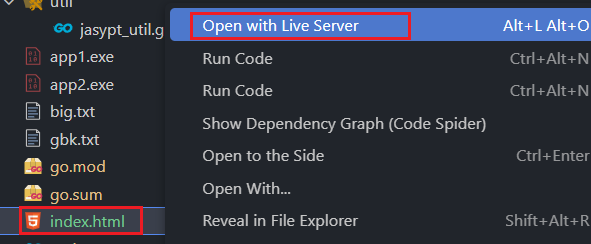 util
jasypt_util.g
app1.exe
app2.exe
big.txt
gbk.txt
go.mod
go.sum
index.html
Open with Live Server Alt+L Alt+O
Run Code Ctrl+Alt+N
Run Code Ctrl+Alt+N
Show Dependency Graph (Code Spider)
Open to the Side Ctrl+Enter
Open With...
Reveal in File Explorer Shift+Alt+R